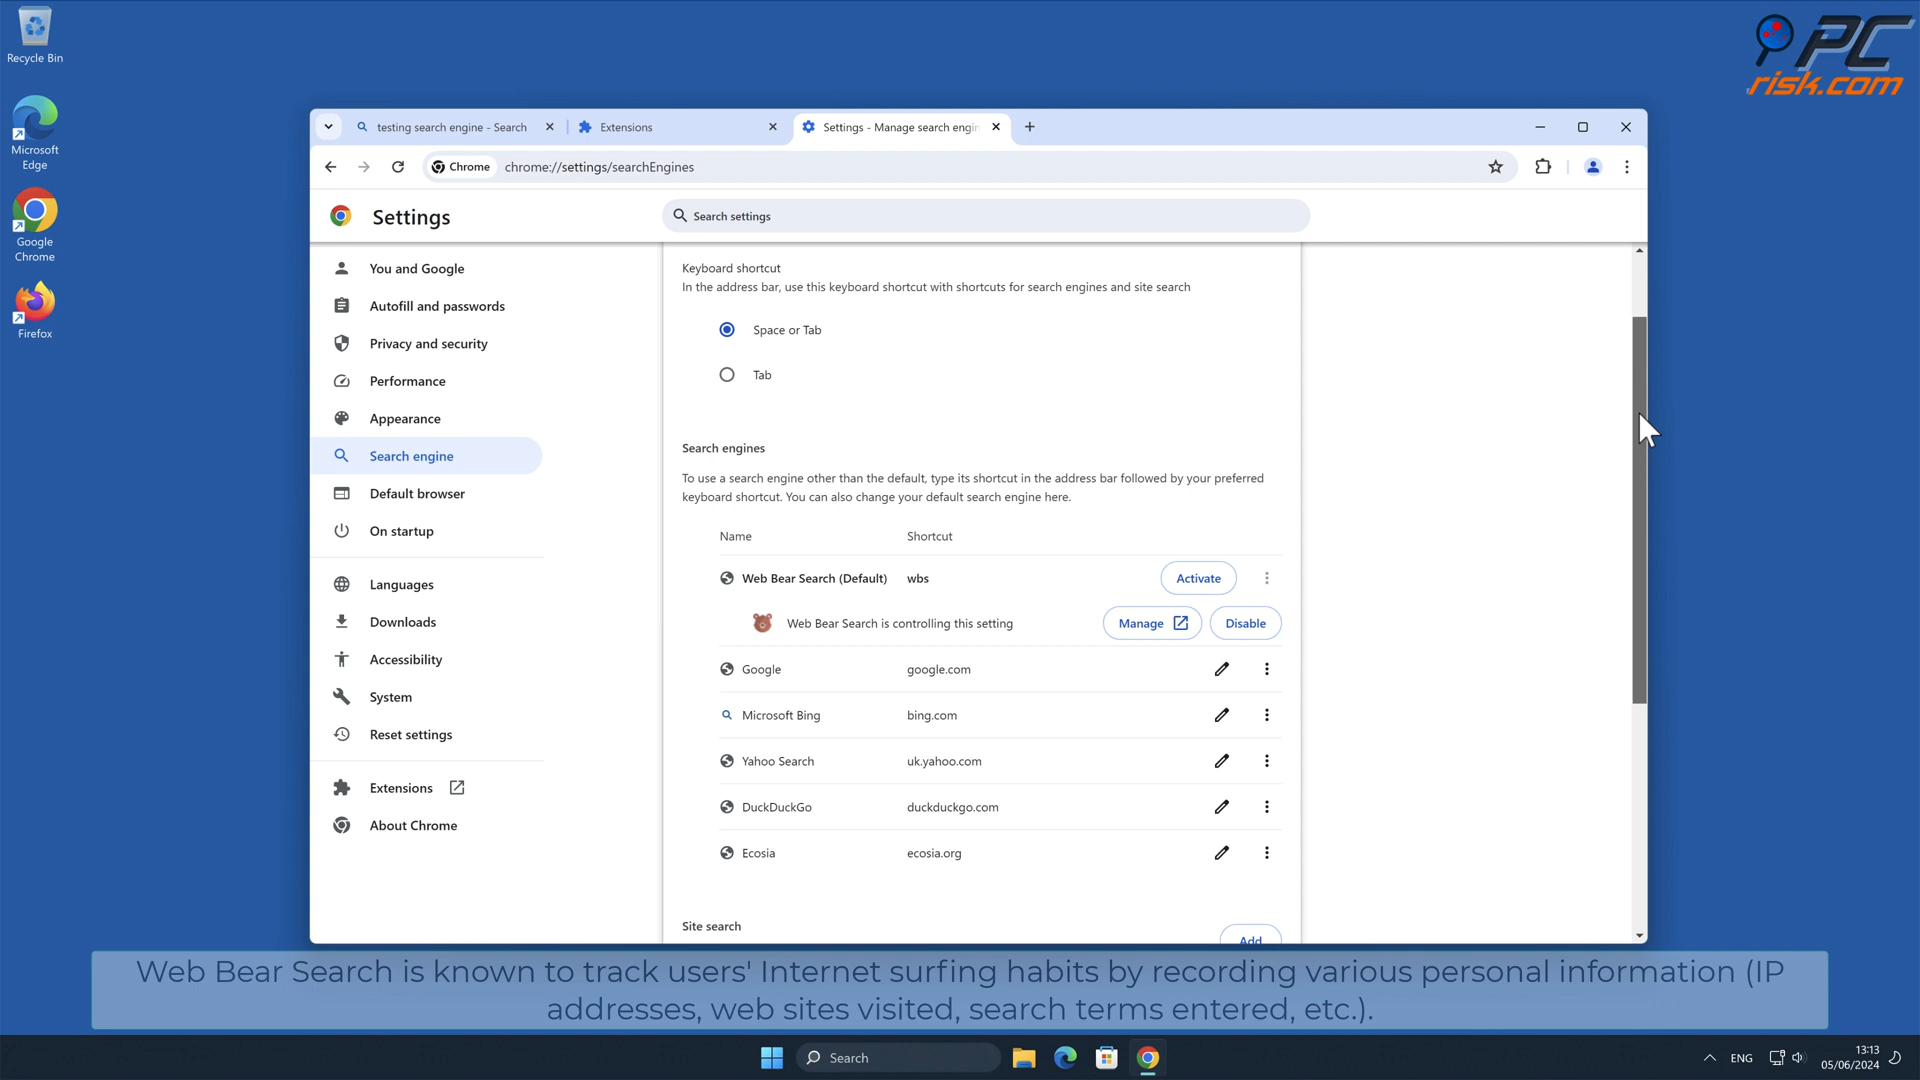 Recycle Bin
Microsoft
Edge
Google
Chrome
Firefox
PC
risk.com
testing search engine - Search
Extensions
Settings - Manage search engin
Chrome
chrome://settings/searchEngines
Settings
Search settings
You and Google
Autofill and passwords
Privacy and security
Performance
Appearance
Search engine
Default browser
On startup
Languages
Downloads
Accessibility
System
Reset settings
Extensions
About Chrome
Keyboard shortcut
In the address bar, use this keyboard shortcut with shortcuts for search engines and site search
Space or Tab
Tab
Search engines
To use a search engine other than the default, type its shortcut in the address bar followed by your preferred
keyboard shortcut. You can also change your default search engine here.
Name Shortcut
Web Bear Search (Default) wbs Activate
Web Bear Search is controlling this setting Manage Disable
Google google.com
Microsoft Bing bing.com
Yahoo Search uk.yahoo.com
DuckDuckGo duckduckgo.com
Ecosia ecosia.org
Site search
Add
Web Bear Search is known to track users' Internet surfing habits by recording various personal information (IP
addresses, web sites visited, search terms entered, etc.).
Search
ENG
13:13
05/06/2024